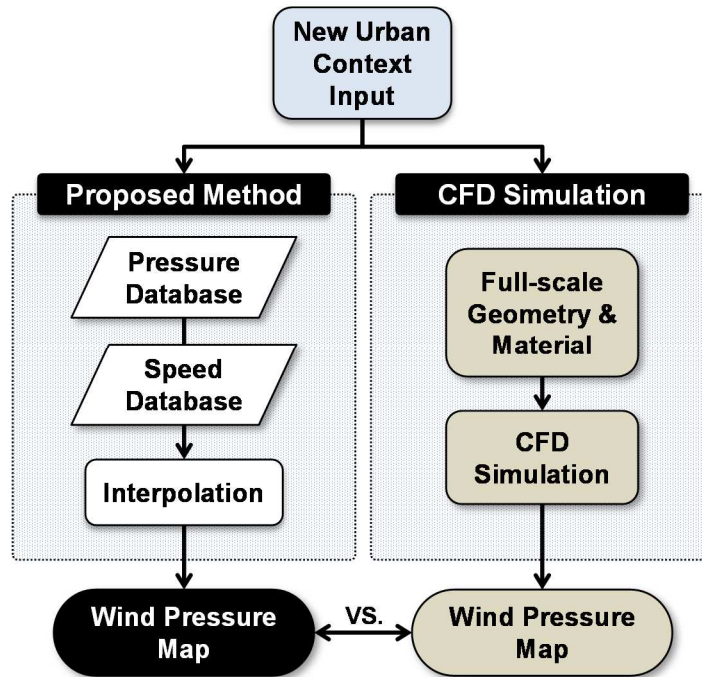 New Urban
Context
Input
Proposed Method
Pressure
Database
Speed
Database
Interpolation
Wind Pressure
Map
VS.
CFD Simulation
Full-scale
Geometry &
Material
CFD
Simulation
Wind Pressure
Map